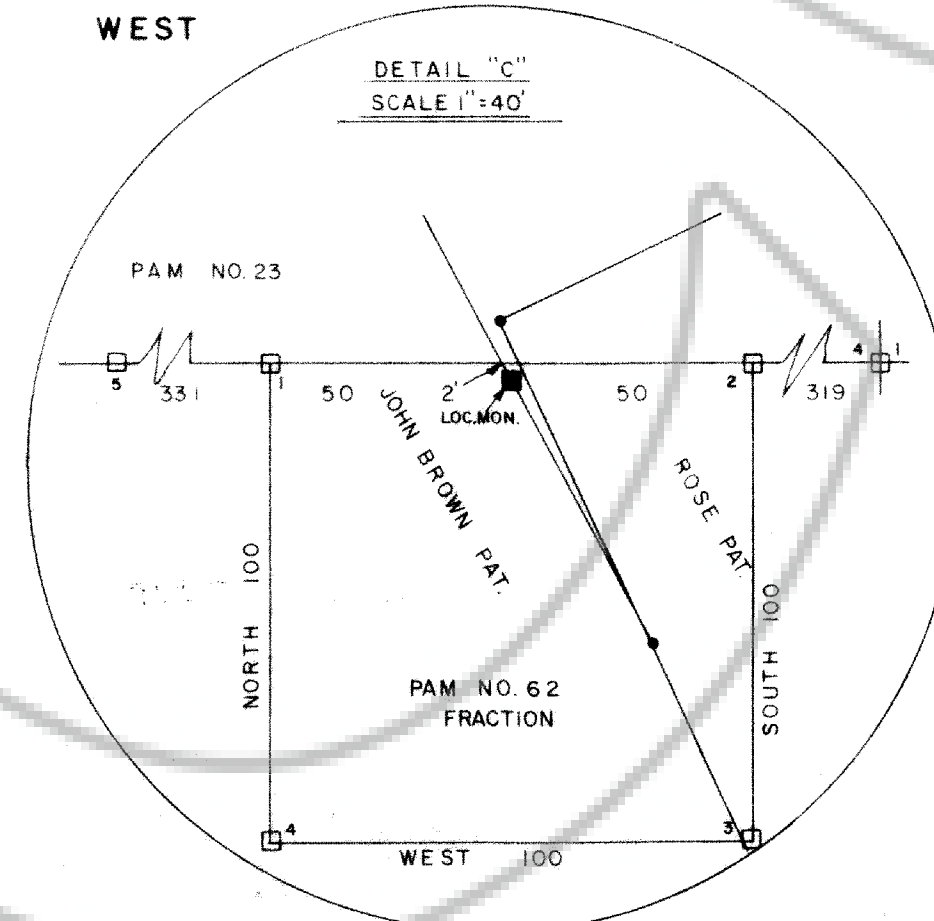 WEST
DETAIL "C"
SCALE 1"=40'
PAM NO. 23
4 1
5
331
1
50
2'
50
2
319
LOC. MON.
JOHN BROWN PAT.
ROSE PAT.
NORTH 100
SOUTH 100
PAM NO. 62
FRACTION
4
3
WEST 100